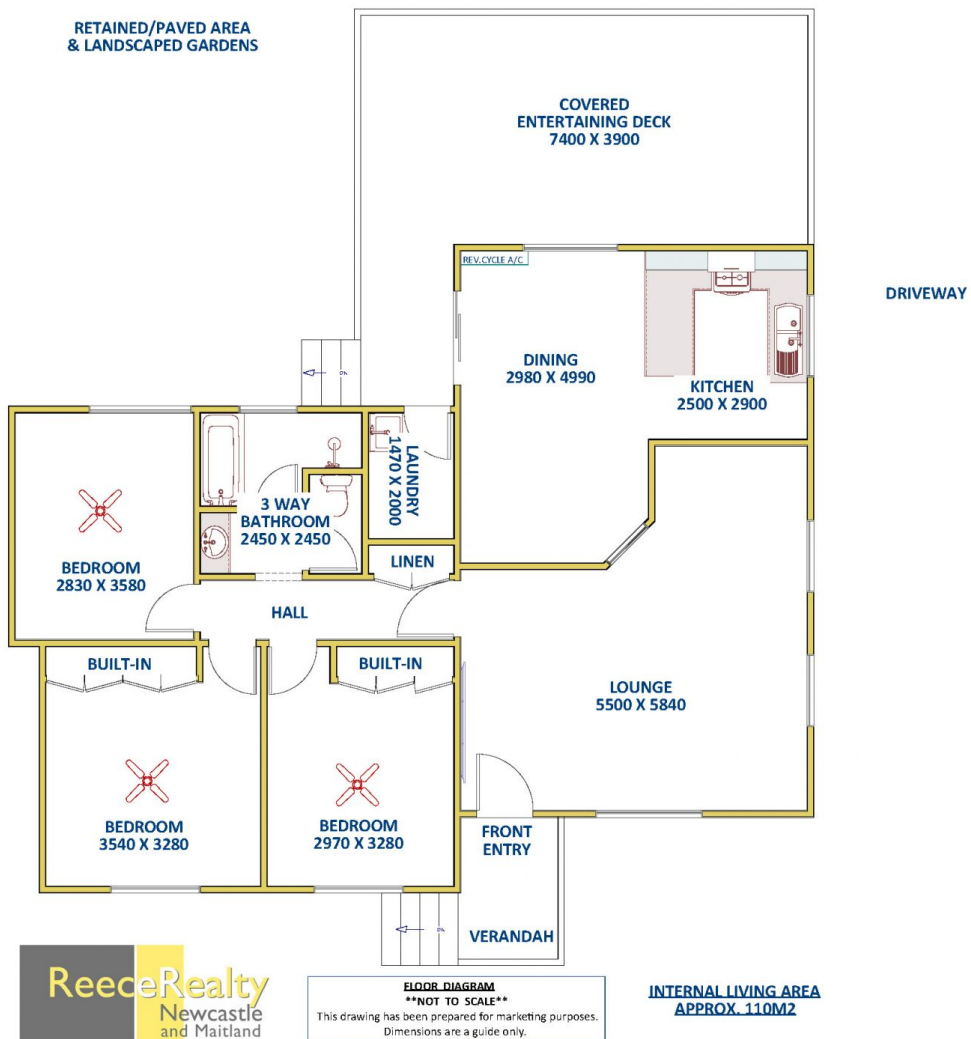 RETAINED/PAVED AREA
& LANDSCAPED GARDENS
COVERED
ENTERTAINING DECK
7400 X 3900
REV.CYCLE A/C
DRIVEWAY
DINING
2980 X 4990
KITCHEN
2500 X 2900
LAUNDRY
1470 X 2000
3 WAY
BATHROOM
2450 X 2450
LINEN
BEDROOM
2830 X 3580
HALL
BUILT-IN
BUILT-IN
LOUNGE
5500 X 5840
BEDROOM
3540 X 3280
BEDROOM
2970 X 3280
FRONT
ENTRY
VERANDAH
ReeceRealty
Newcastle
and Maitland
FLOOR DIAGRAM
**NOT TO SCALE**
This drawing has been prepared for marketing purposes.
Dimensions are a guide only.
INTERNAL LIVING AREA
APPROX. 110M2